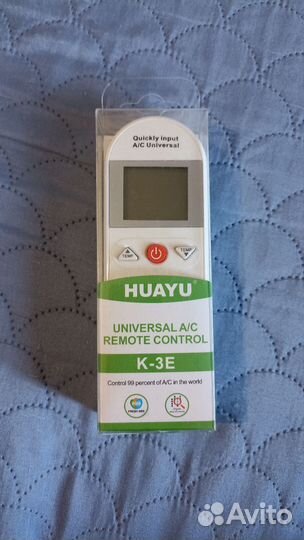 Quickly input
A/C Universal
TEMP
TEMP
HUAYU
UNIVERSAL A/C
REMOTE CONTROL
K-3E
Control 99 percent of A/C in the world
Avito